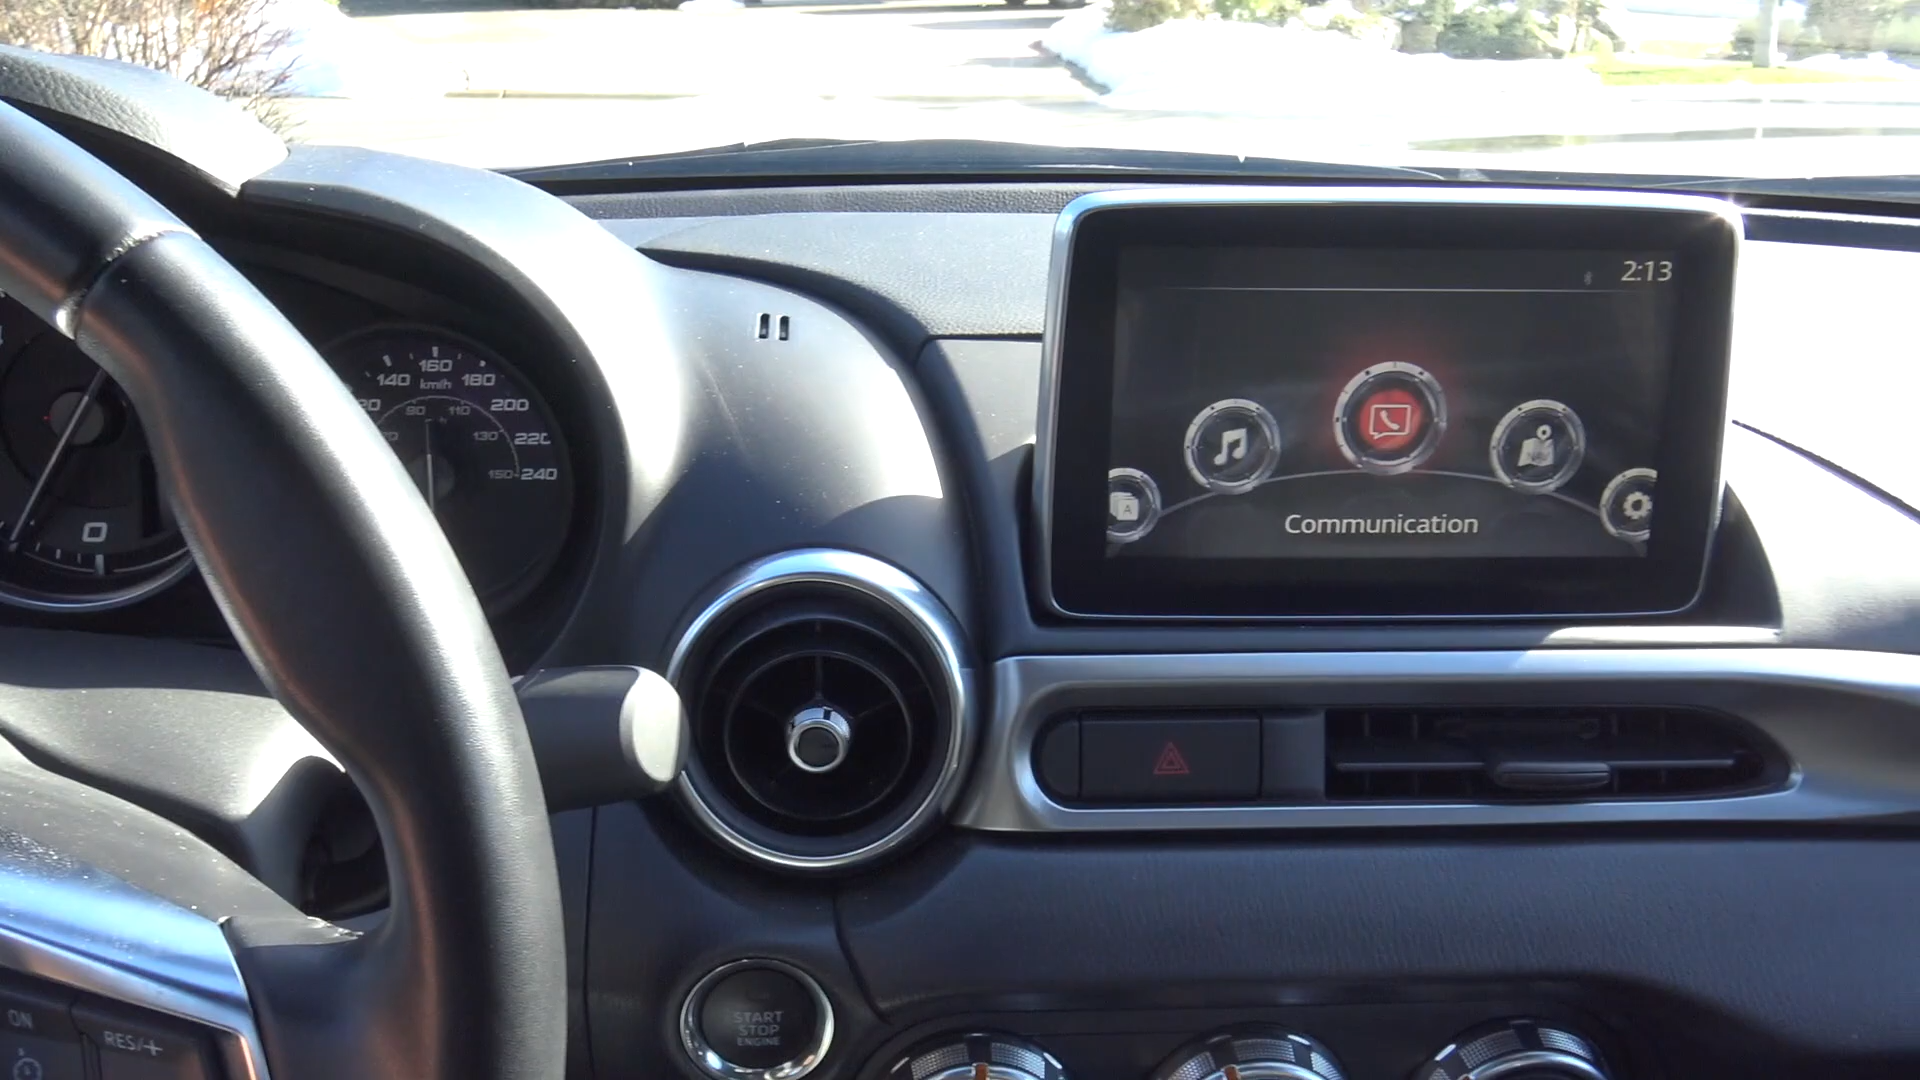 2:13
Communication
A
140
160
180
200
220
240
km/h
90
110
130
150
0
START
STOP
ENGINE
ON
RES/+